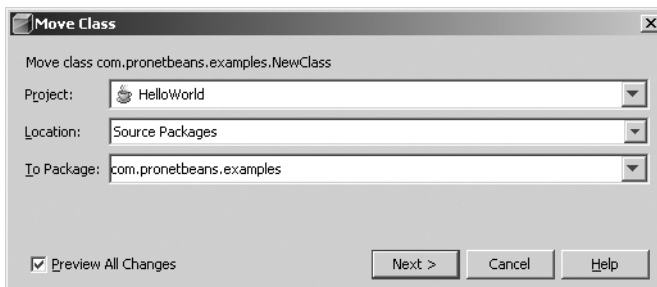 Move Class
Move class com.pronetbeans.examples.NewClass
Project: HelloWorld
Location: Source Packages
To Package: com.pronetbeans.examples
Preview All Changes Next > Cancel Help